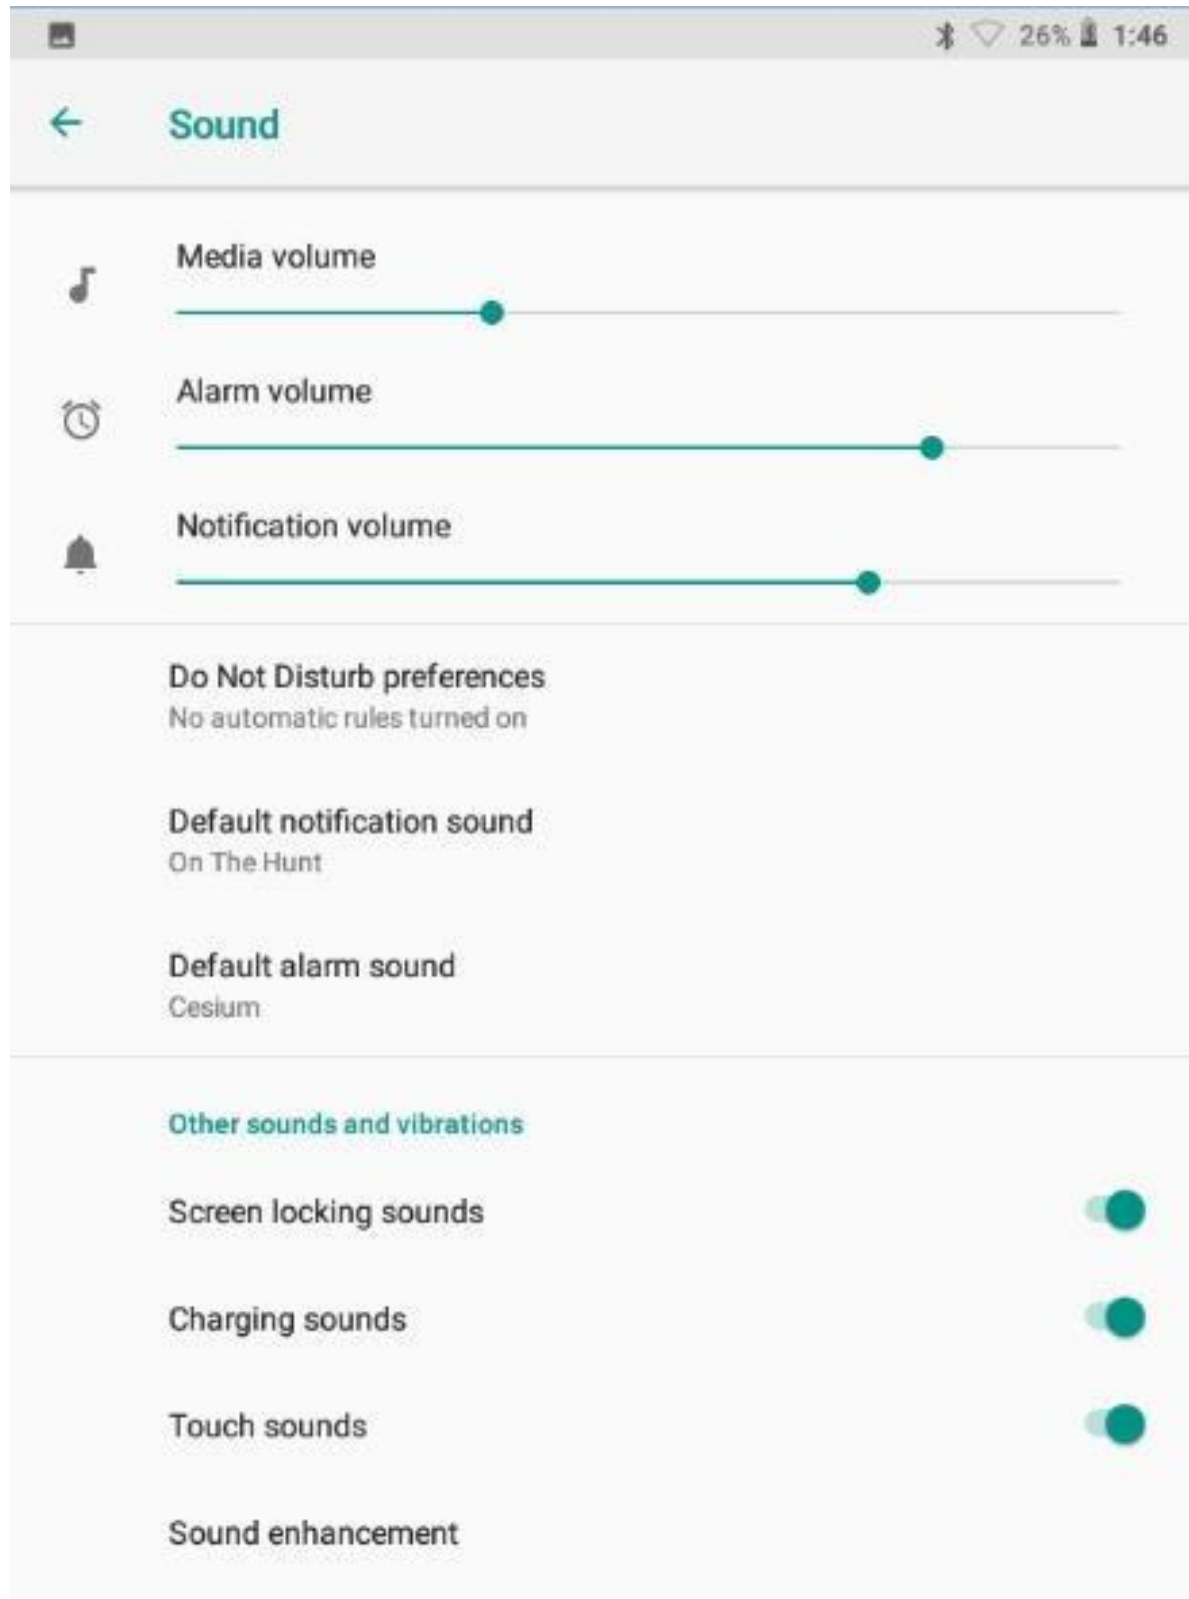 26% 1:46
Sound
Media volume
Alarm volume
Notification volume
Do Not Disturb preferences
No automatic rules turned on
Default notification sound
On The Hunt
Default alarm sound
Cesium
Other sounds and vibrations
Screen locking sounds
Charging sounds
Touch sounds
Sound enhancement